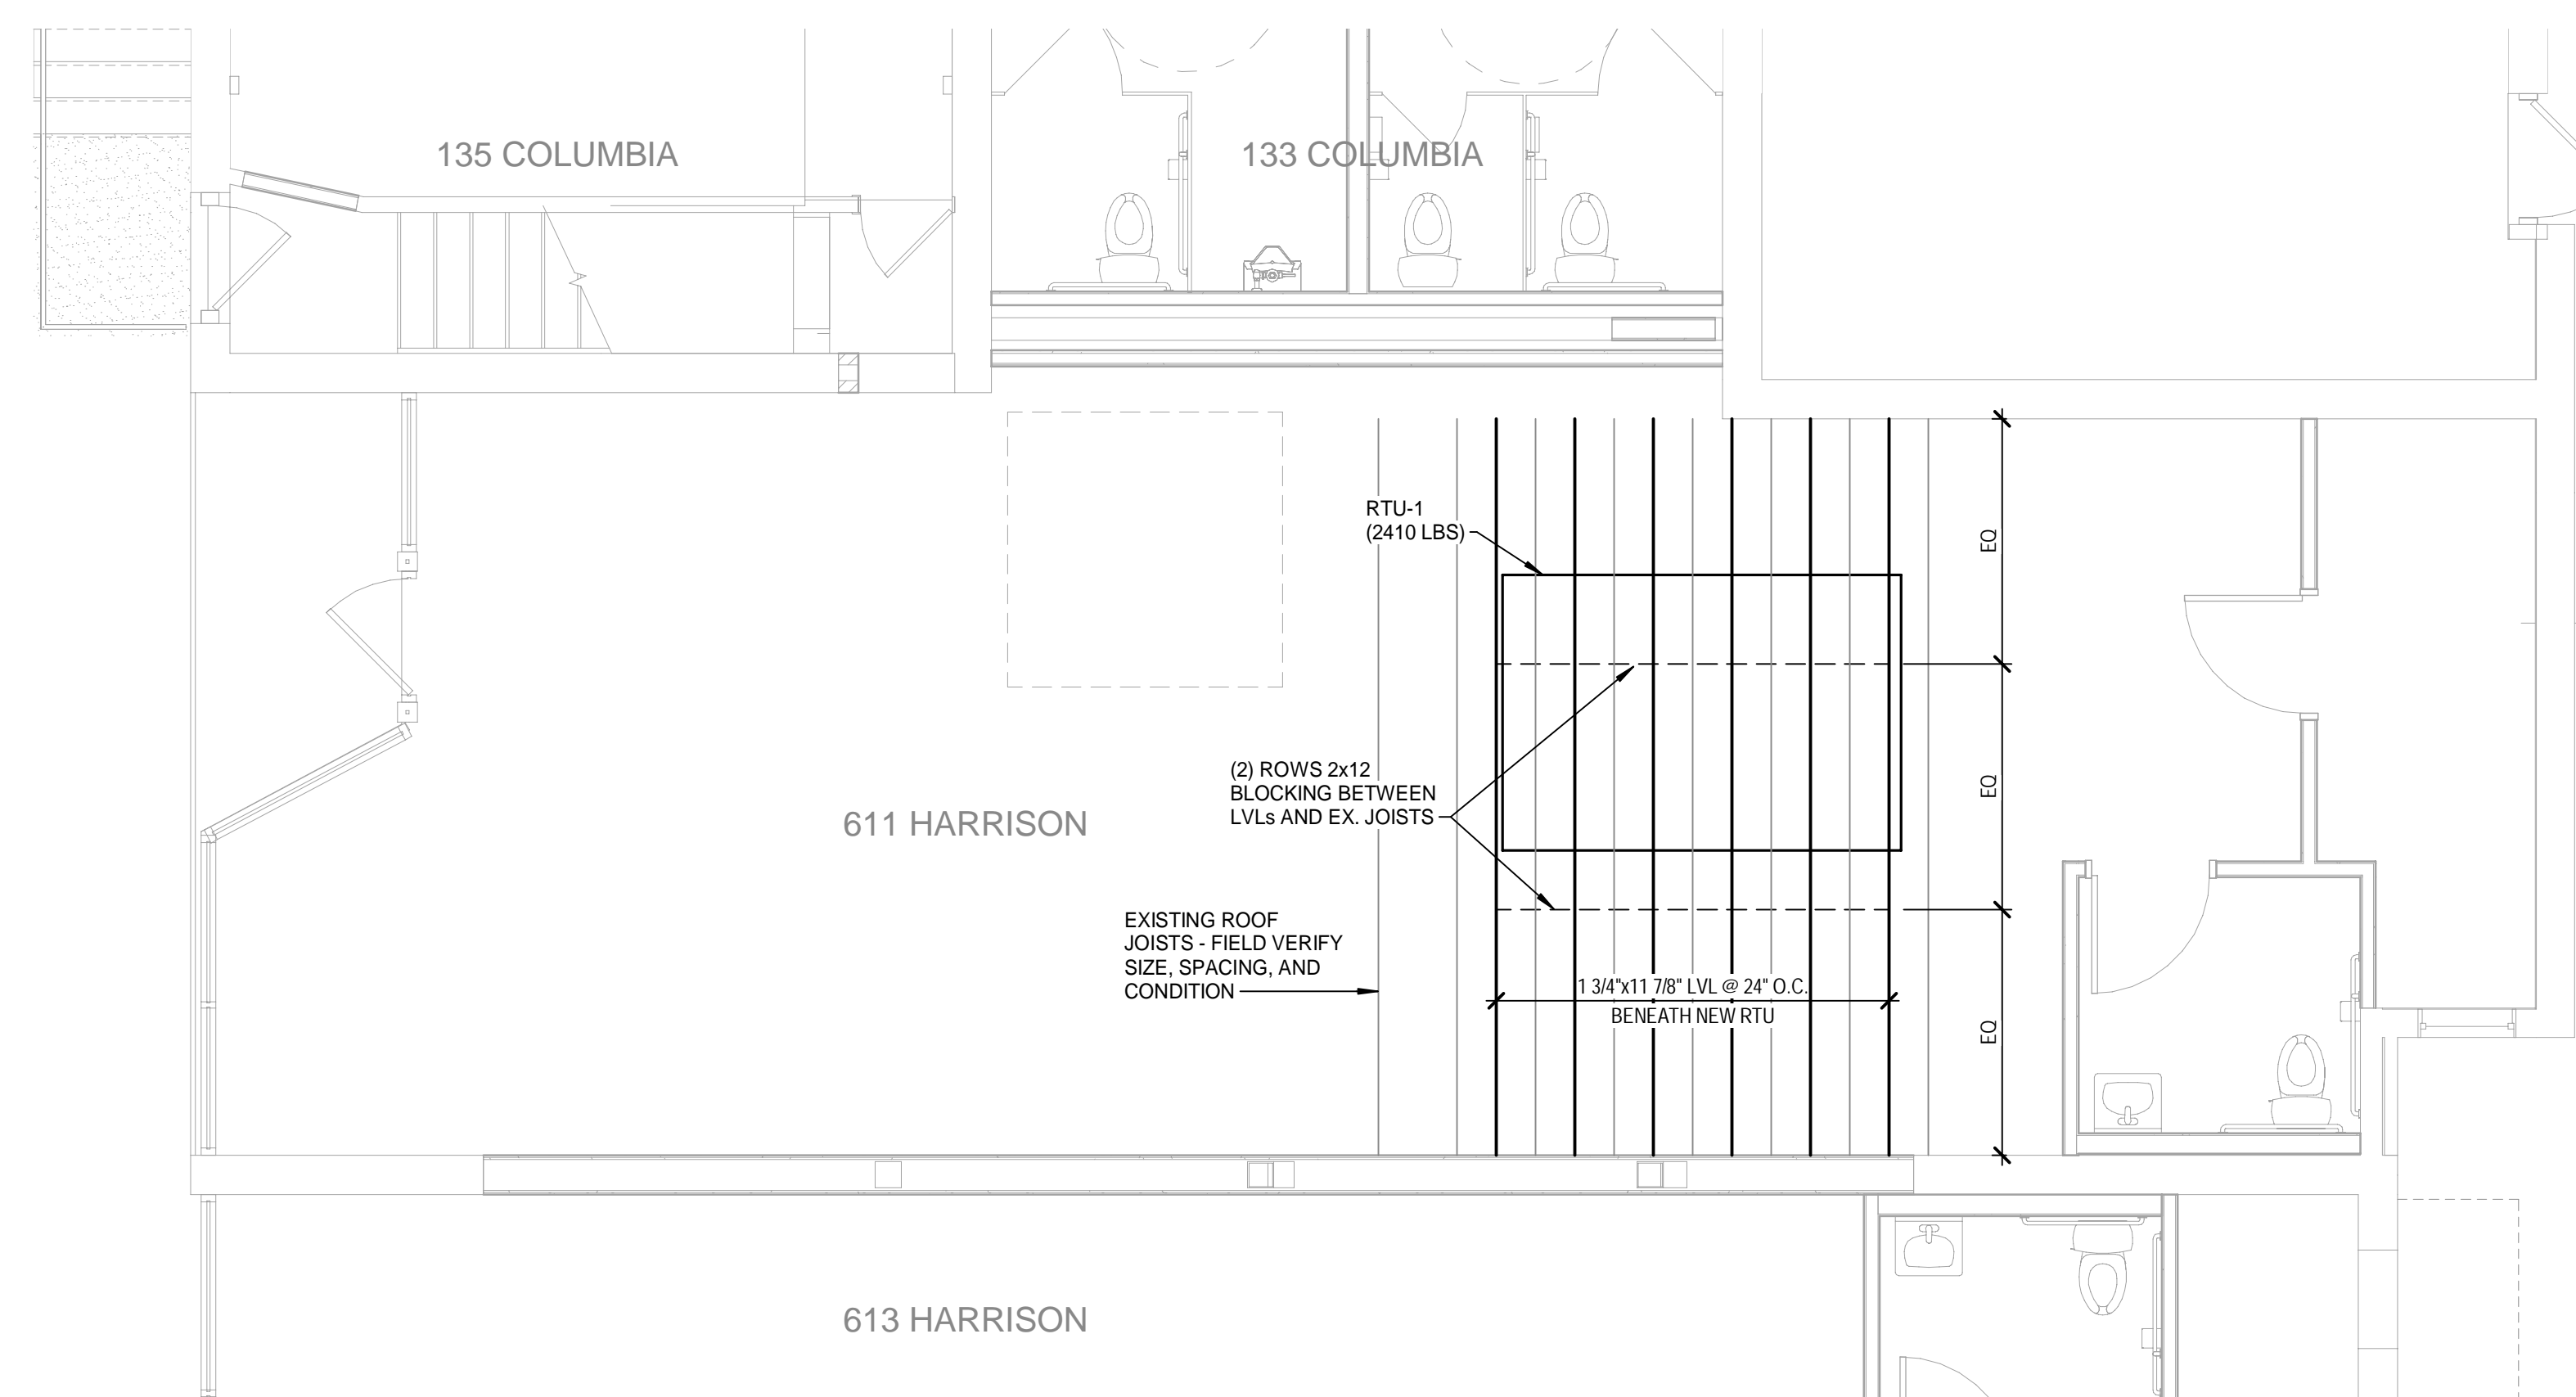 135 COLUMBIA
133 COLUMBIA
RTU-1
(2410 LBS)
EQ
(2) ROWS 2x12
BLOCKING BETWEEN
LVLs AND EX. JOISTS
EQ
611 HARRISON
EXISTING ROOF
JOISTS - FIELD VERIFY
SIZE, SPACING, AND
CONDITION
1 3/4"x11 7/8" LVL @ 24" O.C.
BENEATH NEW RTU
EQ
613 HARRISON